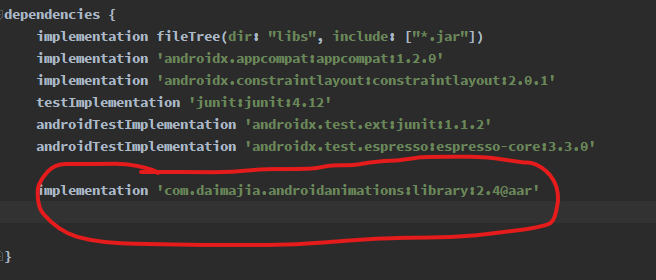 dependencies {
implementation fileTree(dir: "libs", include: ["*.jar"])
implementation 'androidx.appcompat:appcompat:1.2.0'
implementation 'androidx.constraintlayout:constraintlayout:2.0.1'
testImplementation 'junit:junit:4.12'
androidTestImplementation 'androidx.test.ext:junit:1.1.2'
androidTestImplementation 'androidx.test.espresso:espresso-core:3.3.0'
implementation 'com.daimajia.androidanimations:library:2.4@aar'
}